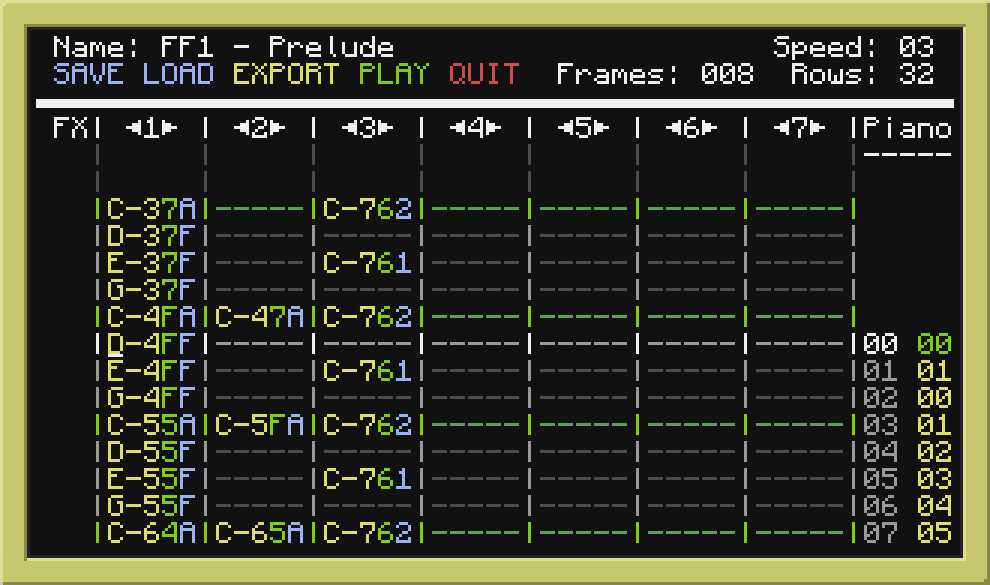 Name: FF1 - Prelude Speed: 03
SAVE LOAD EXPORT PLAY QUIT Frames: 008 Rows: 32
FX| ◄1► | ◄2► | ◄3► | ◄4► | ◄5► | ◄6► | ◄7► |Piano
| | | | | | | | -----
| | | | | | | |
|C-37A|-----|C-762|-----|-----|-----|-----|
|D-37F|-----|-----|-----|-----|-----|-----|
|E-37F|-----|C-761|-----|-----|-----|-----|
|G-37F|-----|-----|-----|-----|-----|-----|
|C-4FA|C-47A|C-762|-----|-----|-----|-----|
|D-4FF|-----|-----|-----|-----|-----|-----|00 00
|E-4FF|-----|C-761|-----|-----|-----|-----|01 01
|G-4FF|-----|-----|-----|-----|-----|-----|02 00
|C-55A|C-5FA|C-762|-----|-----|-----|-----|03 01
|D-55F|-----|-----|-----|-----|-----|-----|04 02
|E-55F|-----|C-761|-----|-----|-----|-----|05 03
|G-55F|-----|-----|-----|-----|-----|-----|06 04
|C-64A|C-65A|C-762|-----|-----|-----|-----|07 05